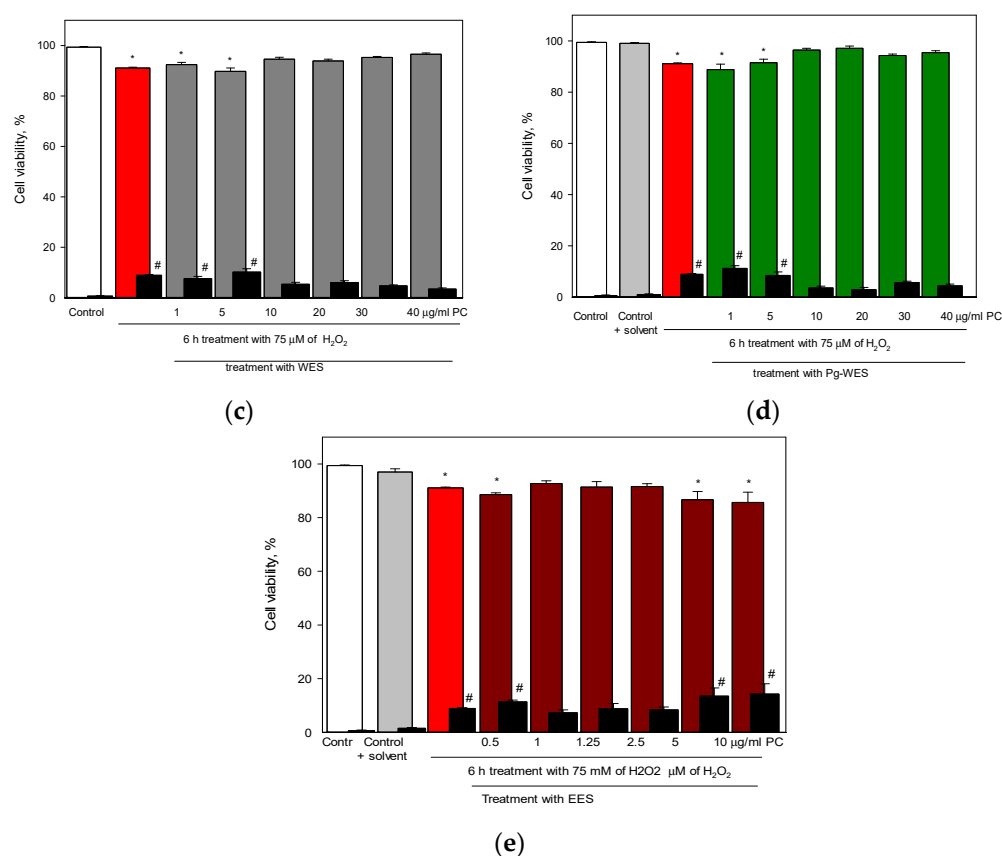 (c)
Cell viability, %
100
80
60
40
20
0
* * *
# # #
Control 1 5 10 20 30 40 μg/ml PC
6 h treatment with 75 μM of H₂O₂
treatment with WES
(c)
Cell viability, %
100
80
60
40
20
0
* * *
# # #
Control Control 1 5 10 20 30 40 μg/ml PC
+ solvent
6 h treatment with 75 μM of H₂O₂
treatment with Pg-WES
(d)
Cell viability, %
100
80
60
40
20
0
* * * *
# # # #
Contr Control 0.5 1 1.25 2.5 5 10 μg/ml PC
+ solvent
6 h treatment with 75 mM of H2O2 μM of H₂O₂
Treatment with EES
(e)